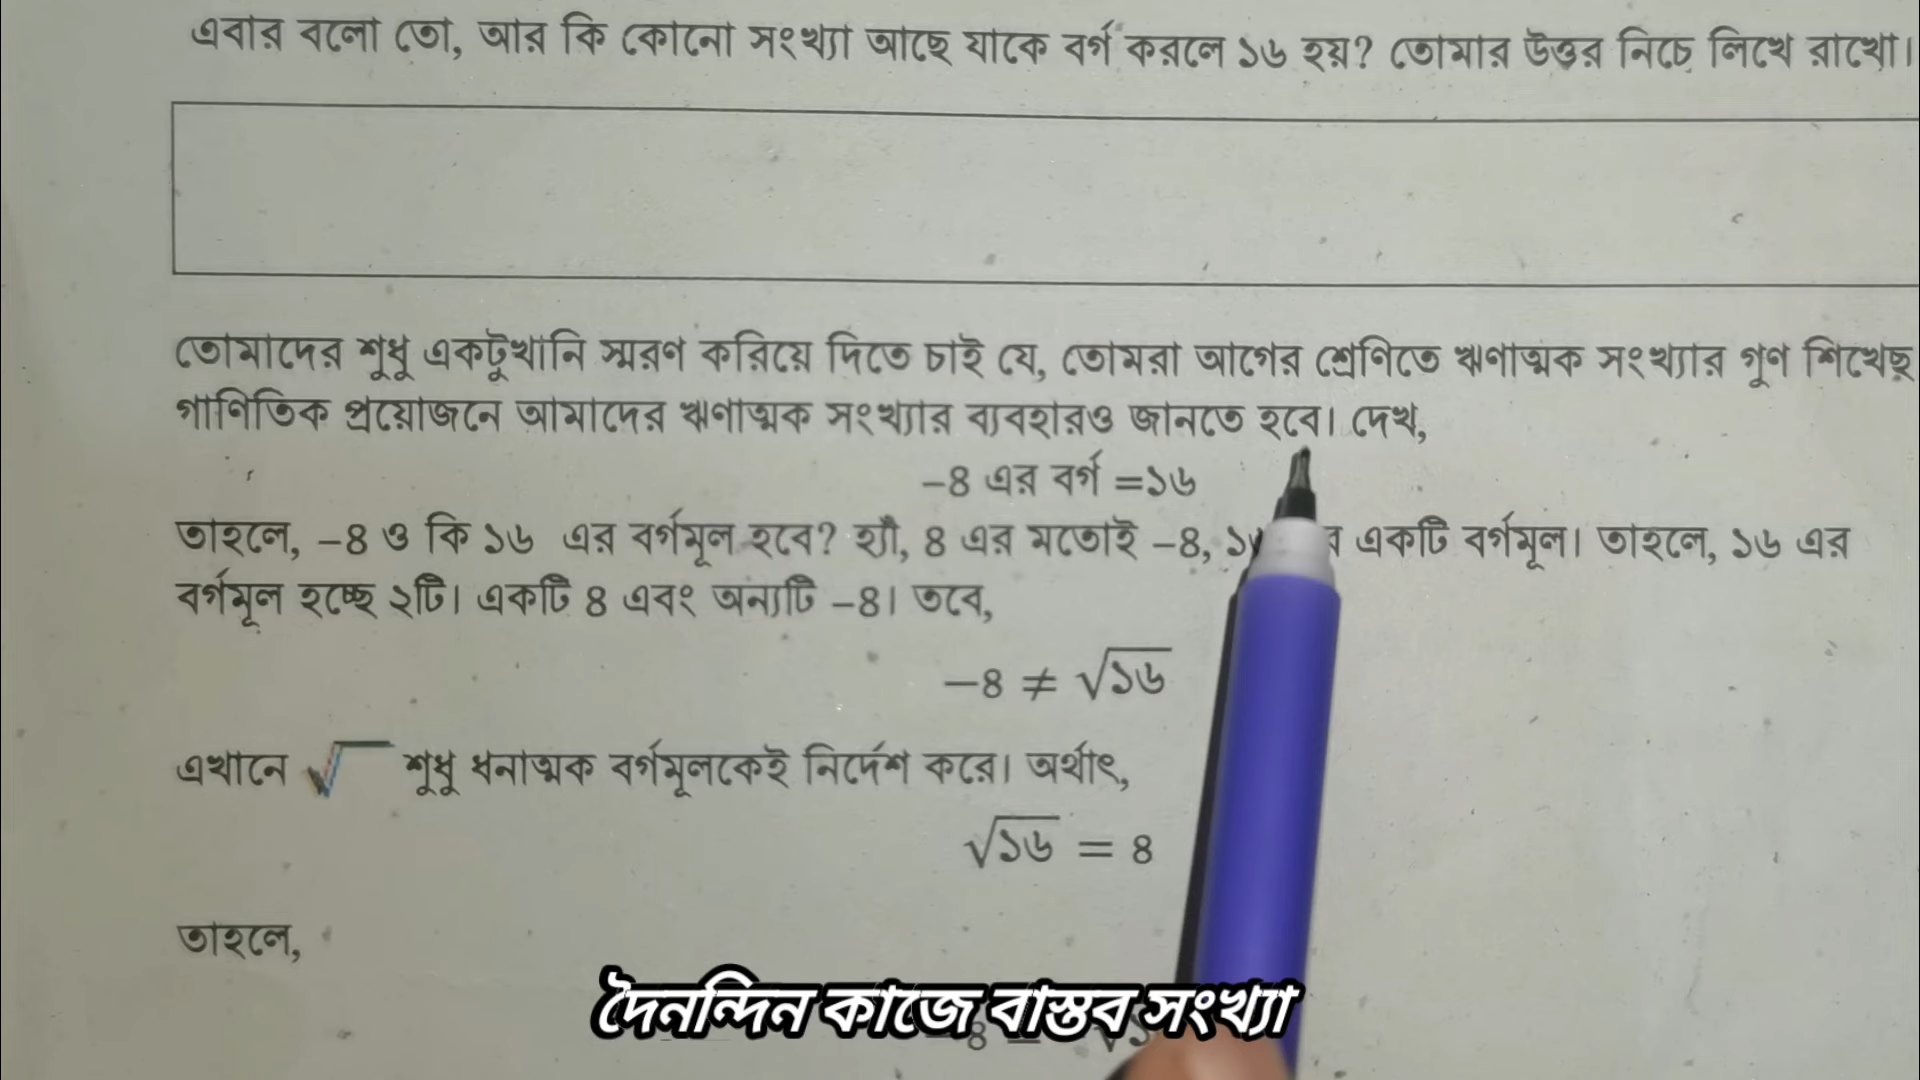 এবার বলো তো, আর কি কোনো সংখ্যা আছে যাকে বর্গ করলে ১৬ হয়? তোমার উত্তর নিচে লিখে রাখো।
তোমাদের শুধু একটুখানি স্মরণ করিয়ে দিতে চাই যে, তোমরা আগের শ্রেণিতে ঋণাত্মক সংখ্যার গুণ শিখেছ
গাণিতিক প্রয়োজনে আমাদের ঋণাত্মক সংখ্যার ব্যবহারও জানতে হবে। দেখ,
−৪ এর বর্গ =১৬
তাহলে, −৪ ও কি ১৬ এর বর্গমূল হবে? হ্যাঁ, ৪ এর মতোই −৪, একটি বর্গমূল। তাহলে, ১৬ এর
বর্গমূল হচ্ছে ২টি। একটি ৪ এবং অন্যটি −৪। তবে,
−৪ ≠ √১৬
এখানে √ শুধু ধনাত্মক বর্গমূলকেই নির্দেশ করে। অর্থাৎ,
√১৬ = ৪
তাহলে,
দৈনন্দিন কাজে বাস্তব সংখ্যা